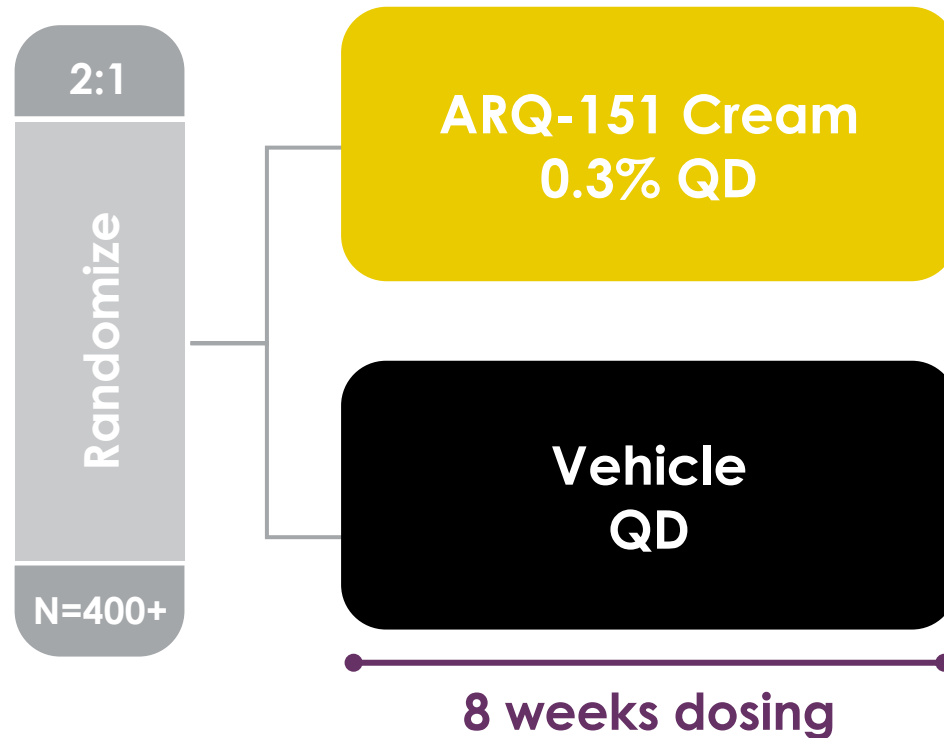 2:1
Randomize
N=400+
ARQ-151 Cream
0.3% QD
Vehicle
QD
8 weeks dosing